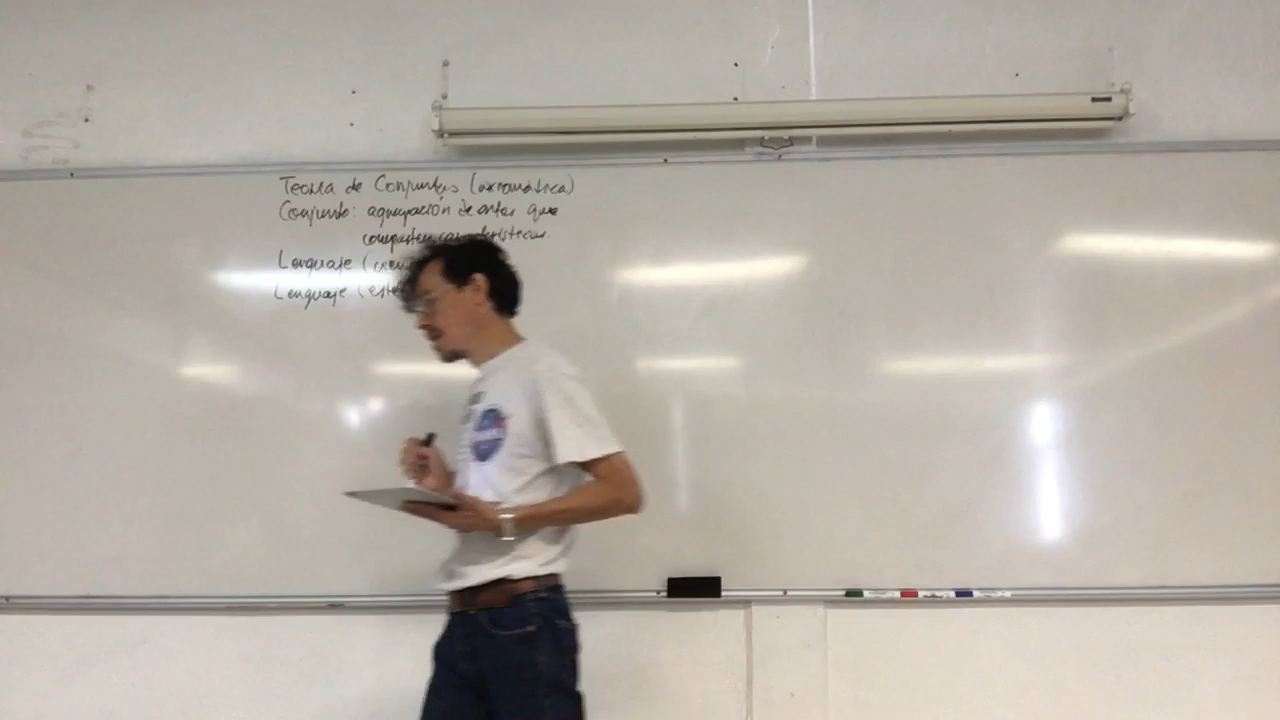 Teoría de Conjuntos (axiomática)
Conjunto: agrupación de entes que
comparten características.
Lenguaje (
Lenguaje (